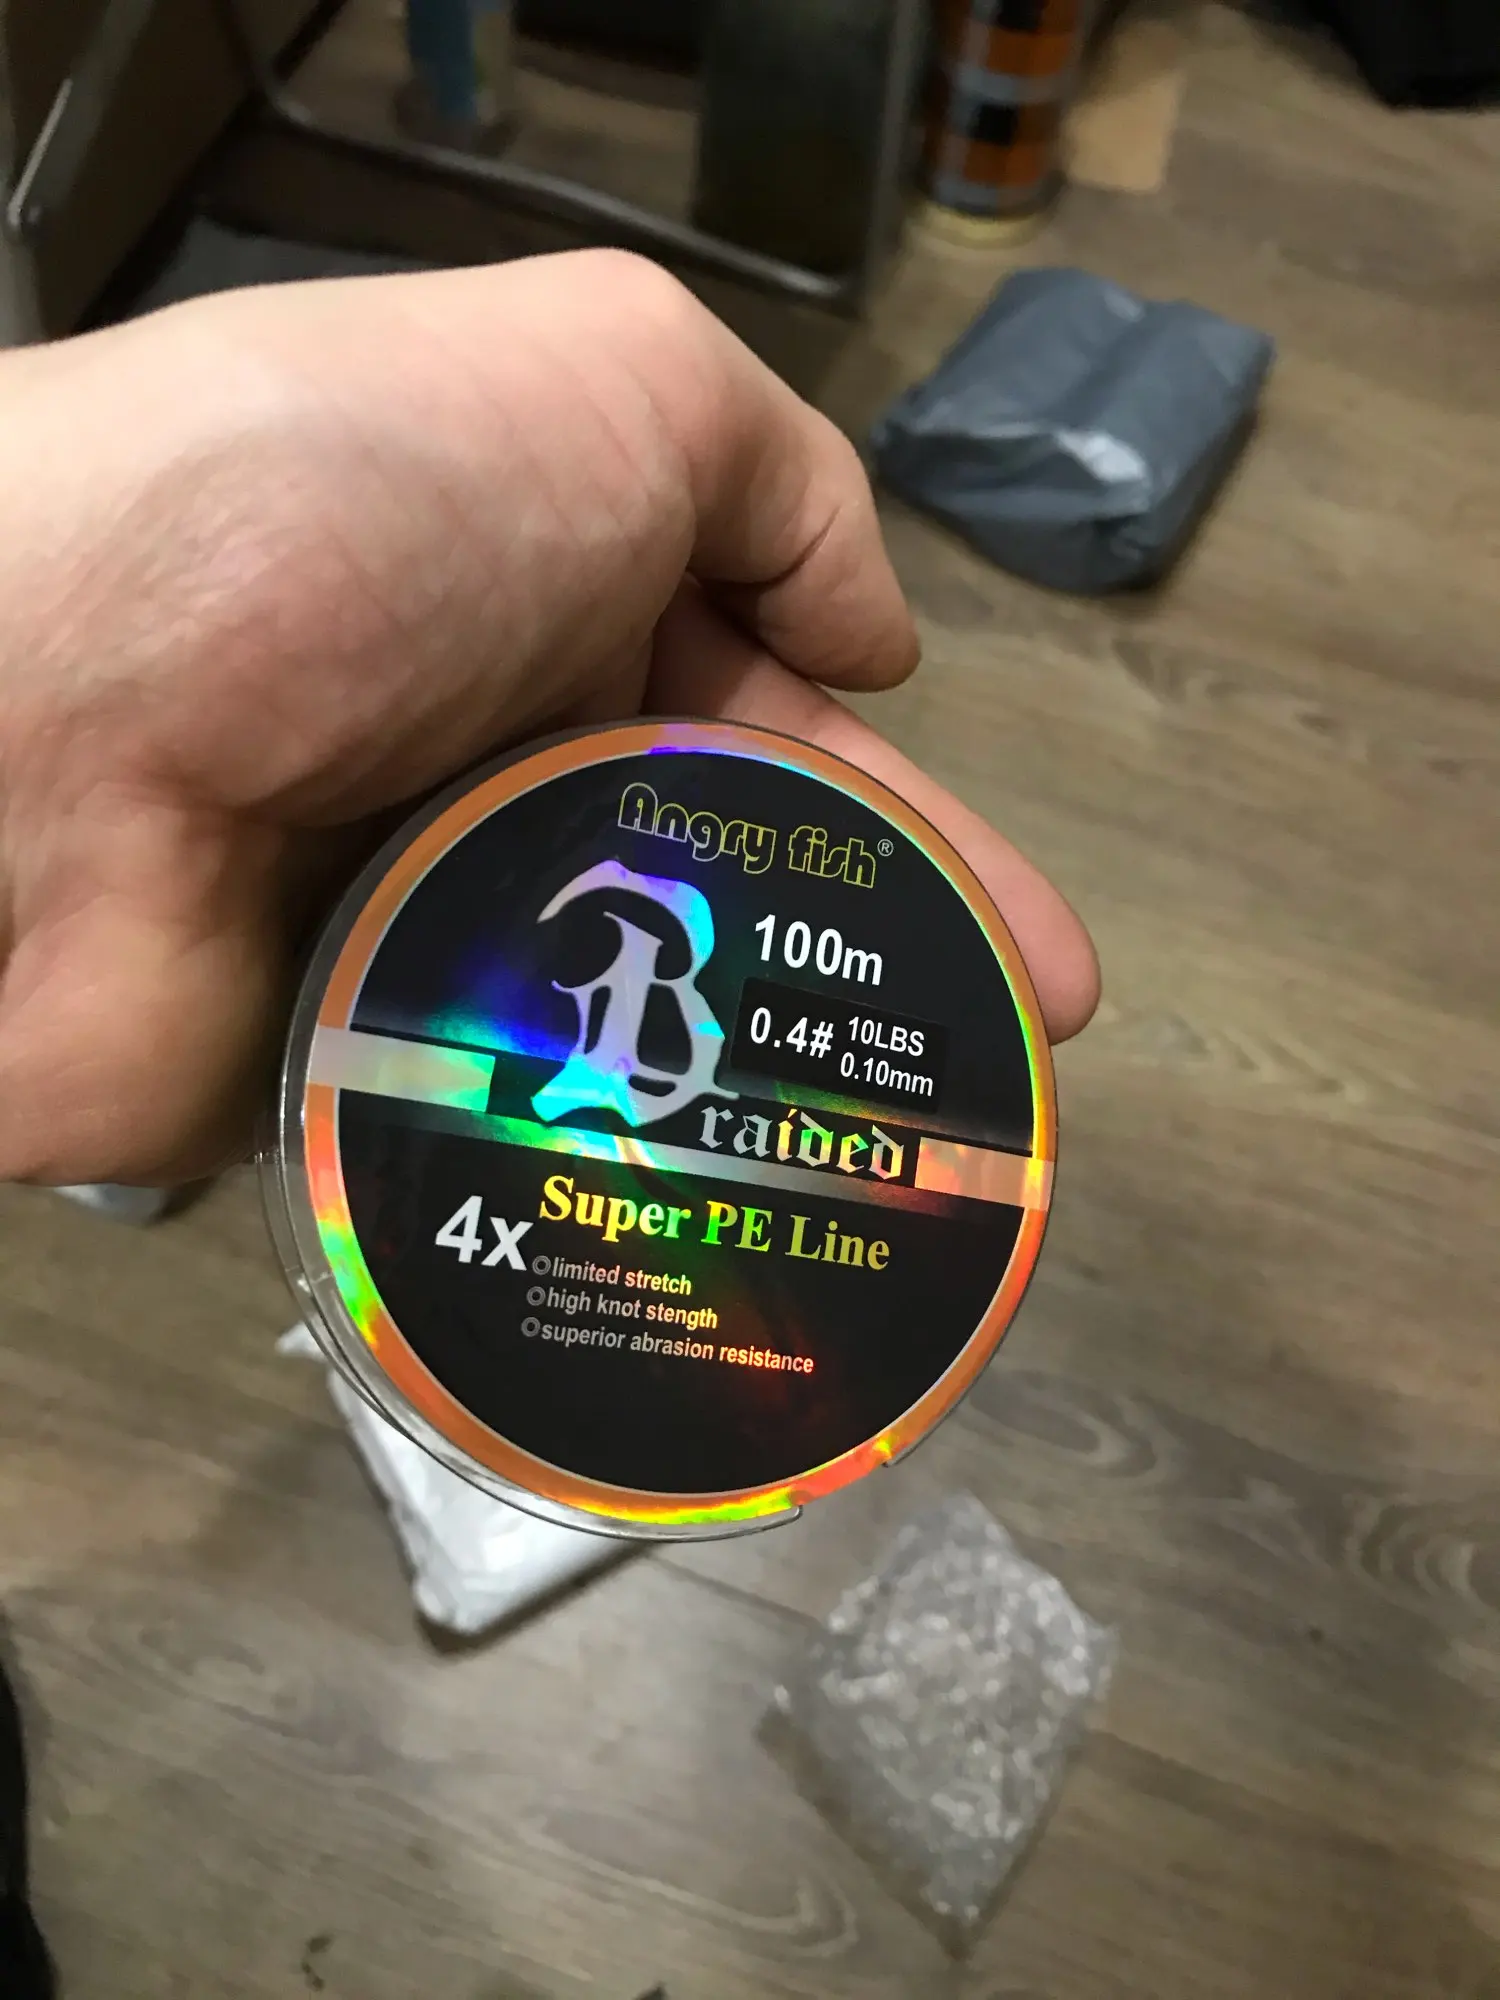 Angry fish®
100m
0.4# 10LBS
0.10mm
Braided
4x Super PE Line
limited stretch
high knot stength
superior abrasion resistance